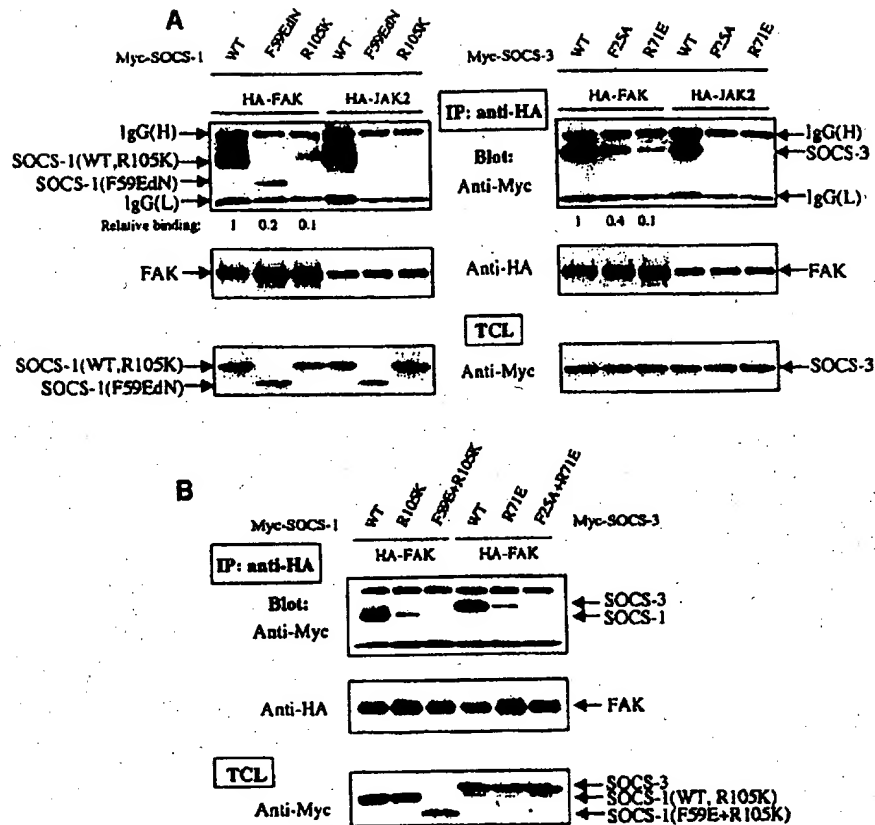 A
Myc-SOCS-1 WT F59EdN R105K WT F59EdN R105K
Myc-SOCS-3 WT F25A R71E WT F25A R71E
HA-FAK HA-JAK2
IP: anti-HA
HA-FAK HA-JAK2
IgG(H)
SOCS-1(WT,R105K)
SOCS-1(F59EdN)
IgG(L)
Blot:
Anti-Myc
IgG(H)
SOCS-3
IgG(L)
Relative binding: 1 0.2 0.1
1 0.4 0.1
FAK Anti-HA FAK
TCL
SOCS-1(WT,R105K)
SOCS-1(F59EdN)
Anti-Myc
SOCS-3
B
Myc-SOCS-1 WT R105K F59E+R105K WT R71E F25A+R71E Myc-SOCS-3
HA-FAK HA-FAK
IP: anti-HA
Blot:
Anti-Myc
SOCS-3
SOCS-1
Anti-HA FAK
TCL
Anti-Myc
SOCS-3
SOCS-1(WT, R105K)
SOCS-1(F59E+R105K)